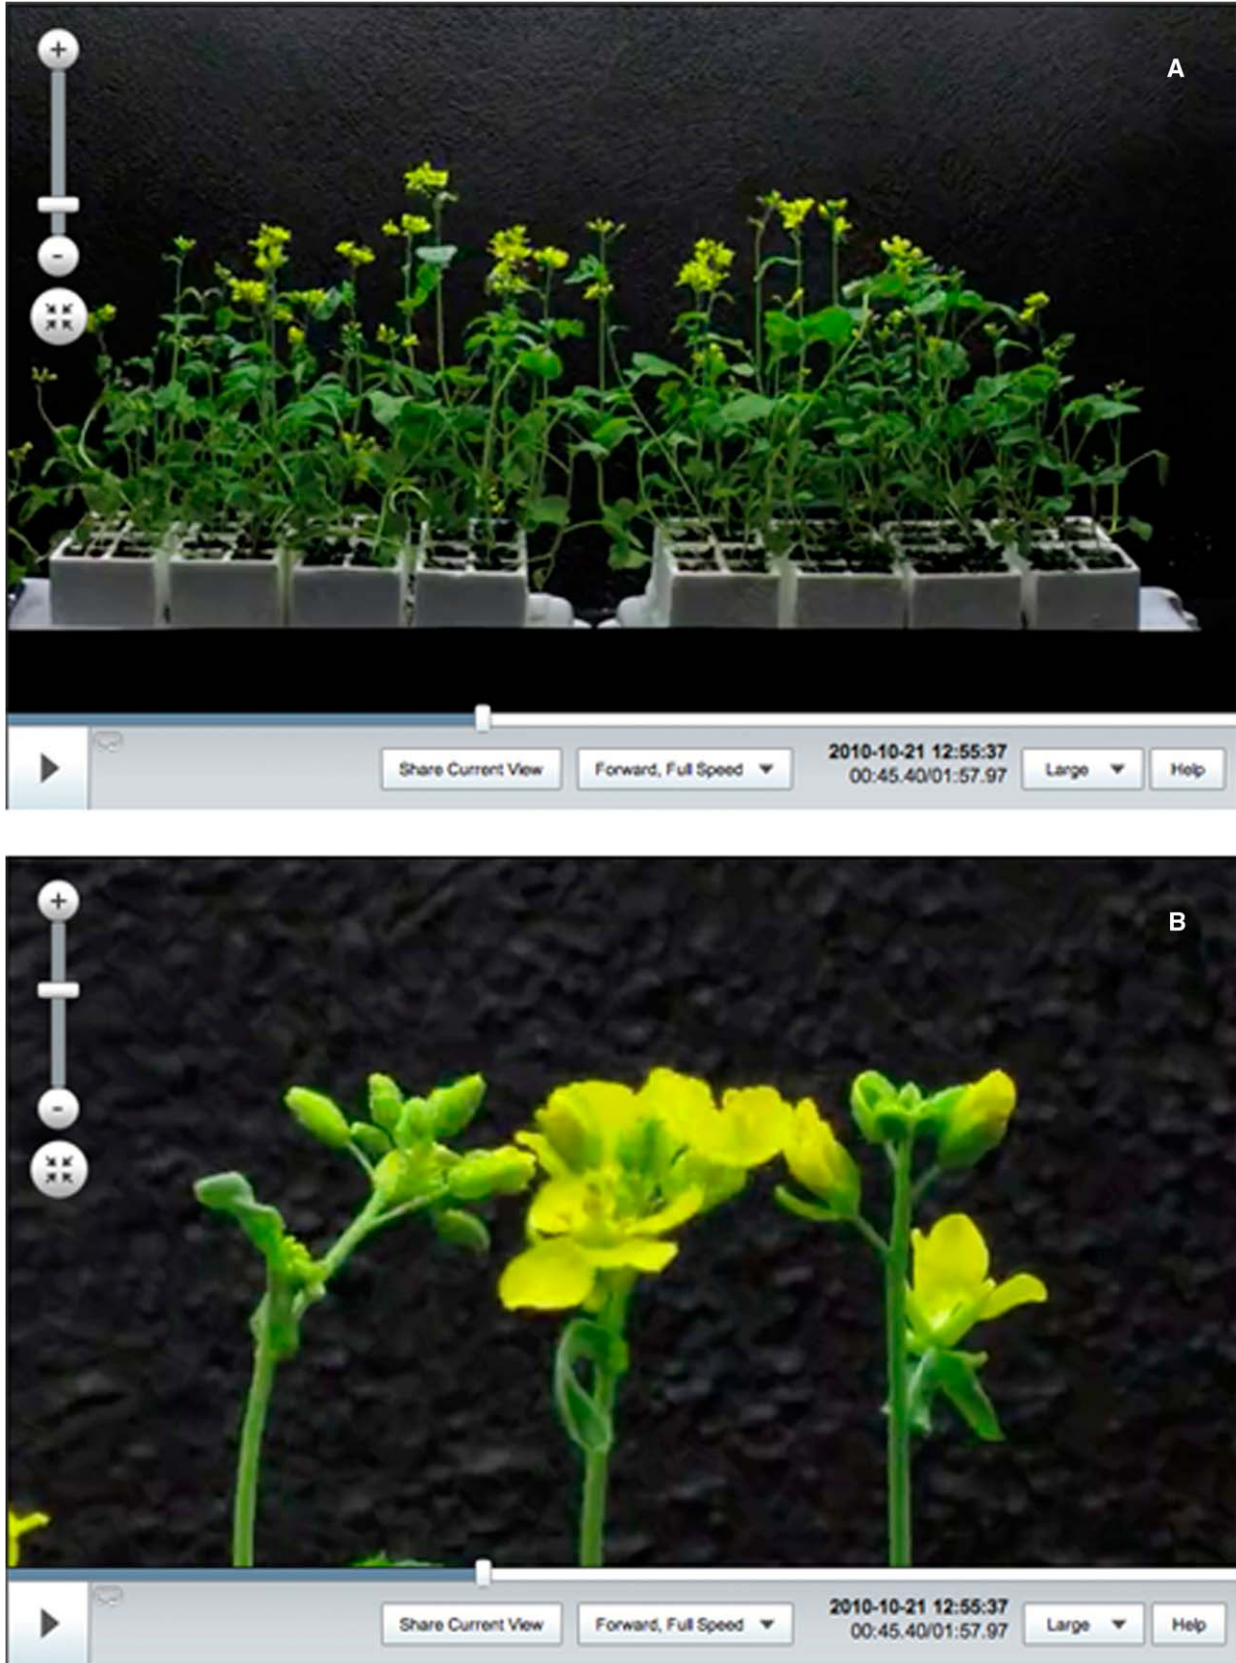 +
A
-
Share Current View
Forward, Full Speed
2010-10-21 12:55:37
00:45.40/01:57.97
Large
Help
+
B
-
Share Current View
Forward, Full Speed
2010-10-21 12:55:37
00:45.40/01:57.97
Large
Help